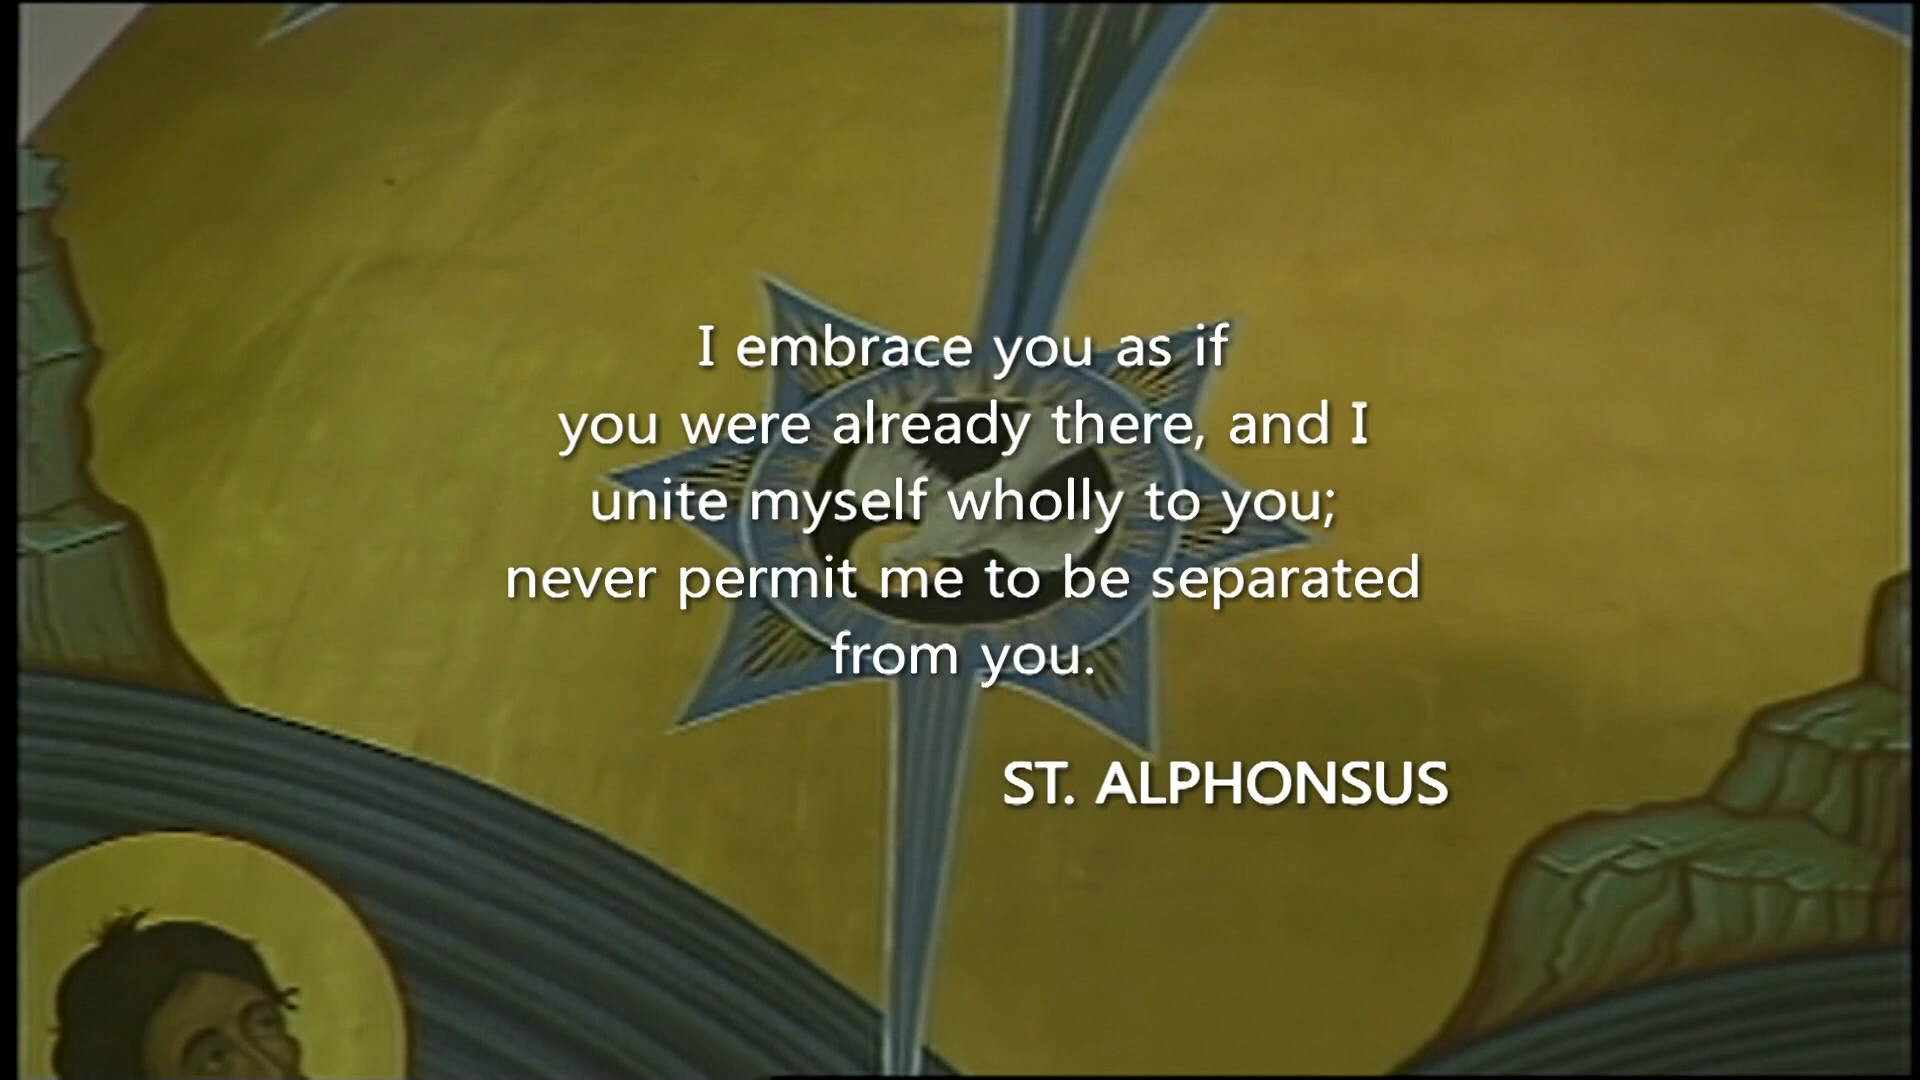 I embrace you as if
you were already there, and I
unite myself wholly to you;
never permit me to be separated
from you.
ST. ALPHONSUS